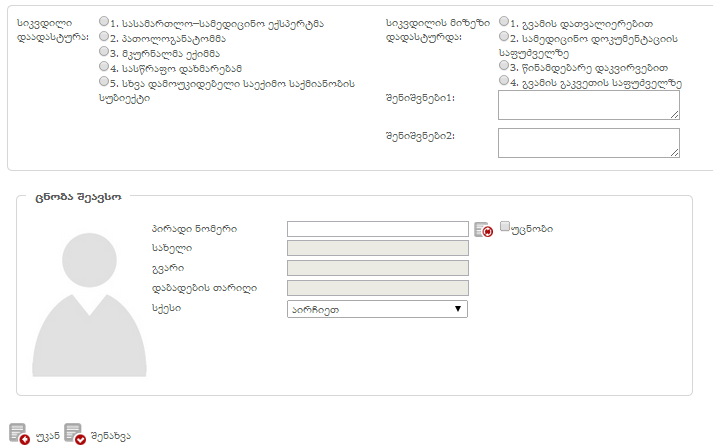 სიკვდილი
დაადასტურა:
1. სასამართლო–სამედიცინო ექსპერტმა
2. პათოლოგანატომმა
3. მკურნალმა ექიმმა
4. სასწრაფო დახმარებამ
5. სხვა დამოუკიდებელი საექიმო საქმიანობის
სუბიექტი
სიკვდილის მიზეზი
დადასტურდა:
1. გვამის დათვალიერებით
2. სამედიცინო დოკუმენტაციის
საფუძველზე
3. წინამდებარე დაკვირვებით
4. გვამის გაკვეთის საფუძველზე
შენიშვნები1:
შენიშვნები2:
ცნობა შეავსო
პირადი ნომერი
უცნობი
სახელი
გვარი
დაბადების თარიღი
სქესი
აირჩიეთ
უკან
შენახვა